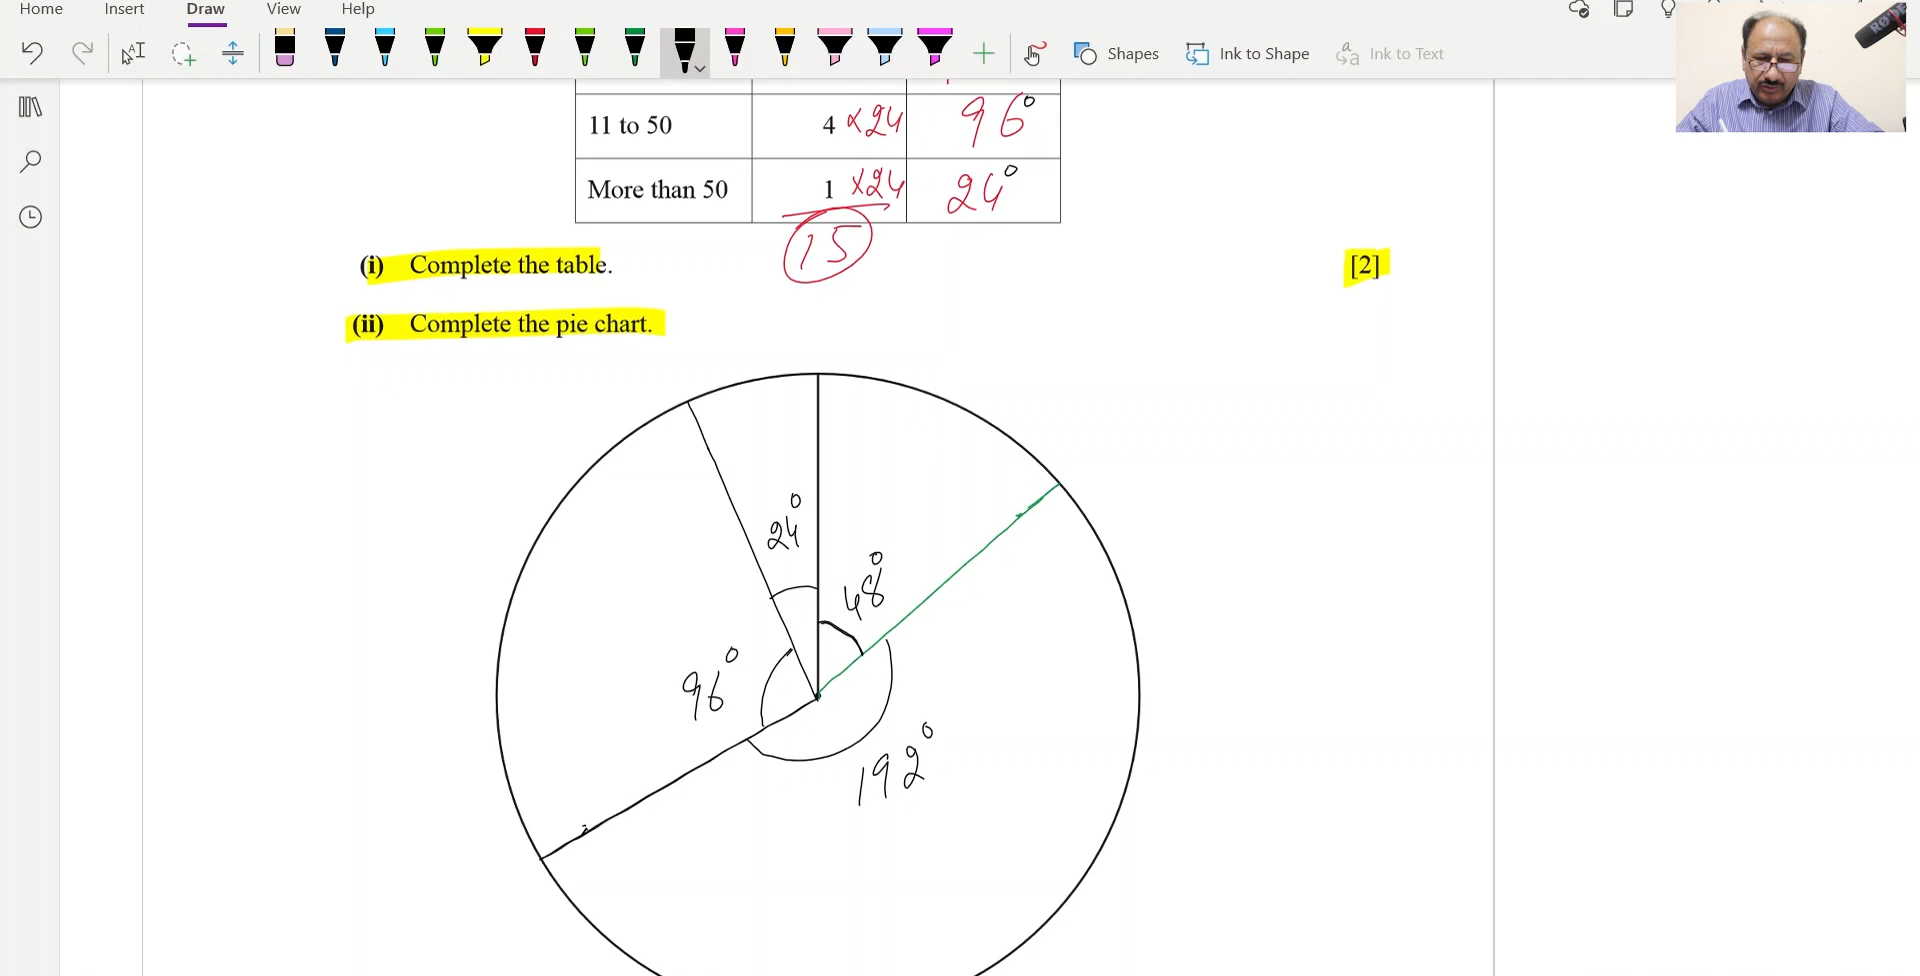 Home Insert Draw View Help
Shapes Ink to Shape Ink to Text
RØDE
11 to 50 4 ×24 96°
More than 50 1 ×24 24°
15
(i) Complete the table. [2]
(ii) Complete the pie chart.
24°
48°
96°
192°